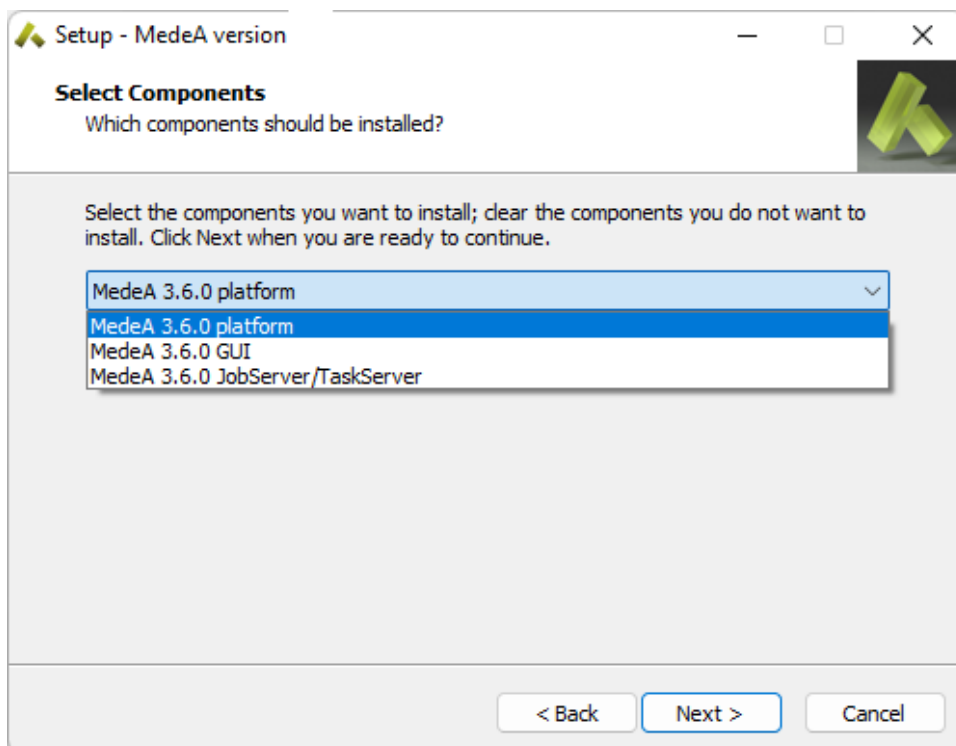 Setup - MedeA version
Select Components
Which components should be installed?
Select the components you want to install; clear the components you do not want to
install. Click Next when you are ready to continue.
MedeA 3.6.0 platform
MedeA 3.6.0 platform
MedeA 3.6.0 GUI
MedeA 3.6.0 JobServer/TaskServer
< Back
Next >
Cancel